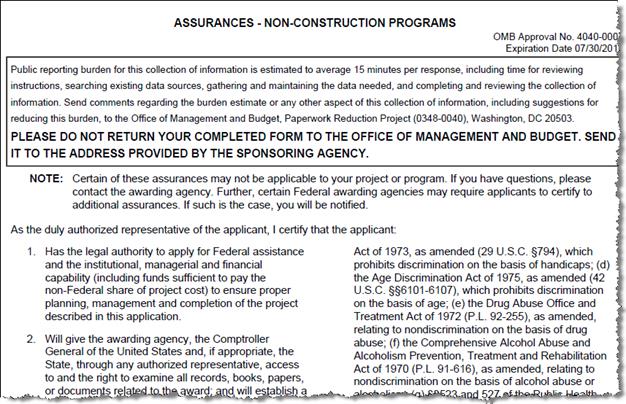 ASSURANCES - NON-CONSTRUCTION PROGRAMS
OMB Approval No. 4040-000
Expiration Date 07/30/201
Public reporting burden for this collection of information is estimated to average 15 minutes per response, including time for reviewing
instructions, searching existing data sources, gathering and maintaining the data needed, and completing and reviewing the collection of
information. Send comments regarding the burden estimate or any other aspect of this collection of information, including suggestions for
reducing this burden, to the Office of Management and Budget, Paperwork Reduction Project (0348-0040), Washington, DC 20503.
PLEASE DO NOT RETURN YOUR COMPLETED FORM TO THE OFFICE OF MANAGEMENT AND BUDGET. SEND
IT TO THE ADDRESS PROVIDED BY THE SPONSORING AGENCY.
NOTE: Certain of these assurances may not be applicable to your project or program. If you have questions, please
contact the awarding agency. Further, certain Federal awarding agencies may require applicants to certify to
additional assurances. If such is the case, you will be notified.
As the duly authorized representative of the applicant, I certify that the applicant:
1. Has the legal authority to apply for Federal assistance
and the institutional, managerial and financial
capability (including funds sufficient to pay the
non-Federal share of project cost) to ensure proper
planning, management and completion of the project
described in this application.
2. Will give the awarding agency, the Comptroller
General of the United States and, if appropriate, the
State, through any authorized representative, access
to and the right to examine all records, books, papers,
or documents related to the award; and will establish a
Act of 1973, as amended (29 U.S.C. §794), which
prohibits discrimination on the basis of handicaps; (d)
the Age Discrimination Act of 1975, as amended (42
U.S.C. §§6101-6107), which prohibits discrimination
on the basis of age; (e) the Drug Abuse Office and
Treatment Act of 1972 (P.L. 92-255), as amended,
relating to nondiscrimination on the basis of drug
abuse; (f) the Comprehensive Alcohol Abuse and
Alcoholism Prevention, Treatment and Rehabilitation
Act of 1970 (P.L. 91-616), as amended, relating to
nondiscrimination on the basis of alcohol abuse or
alcoholism; (g) 523 and 527 of the Public Health